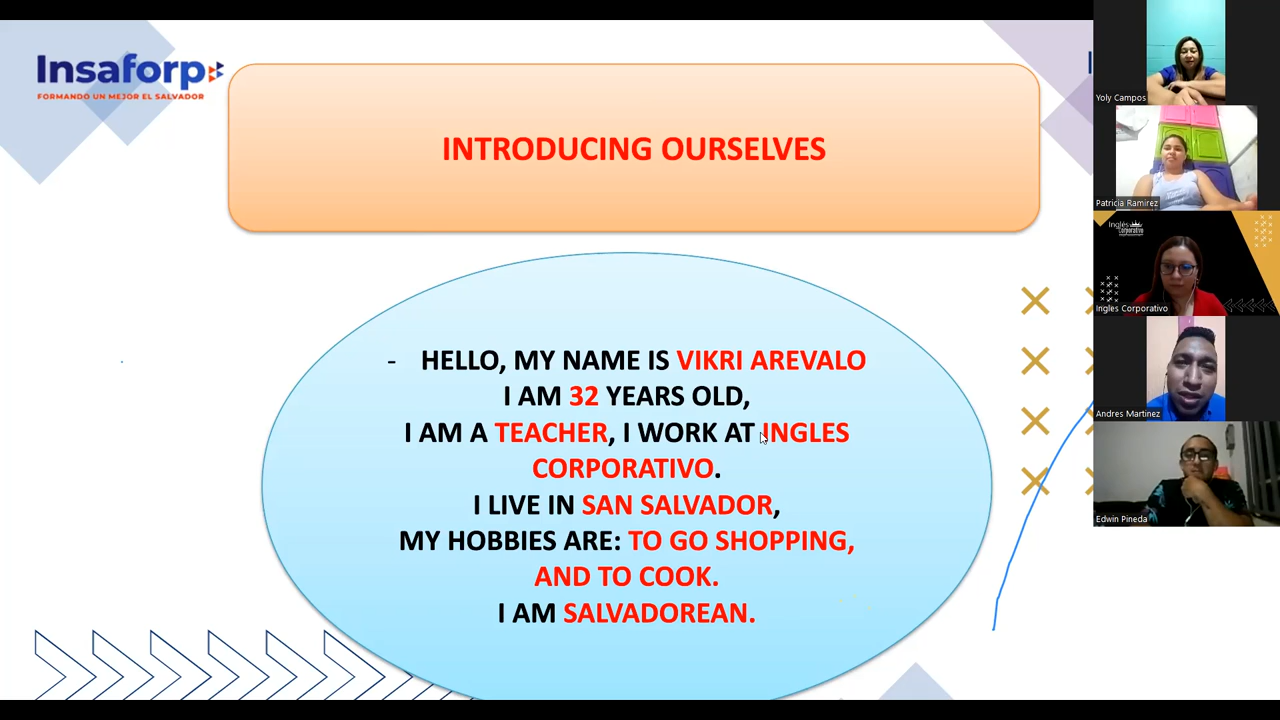 Insaforp
FORMANDO UN MEJOR EL SALVADOR
INTRODUCING OURSELVES
- HELLO, MY NAME IS VIKRI AREVALO
I AM 32 YEARS OLD,
I AM A TEACHER, I WORK AT INGLES
CORPORATIVO.
I LIVE IN SAN SALVADOR,
MY HOBBIES ARE: TO GO SHOPPING,
AND TO COOK.
I AM SALVADOREAN.
Yoly Campos
Patricia Ramirez
Inglés
Corporativo
Ingles Corporativo
Andres Martinez
Edwin Pineda